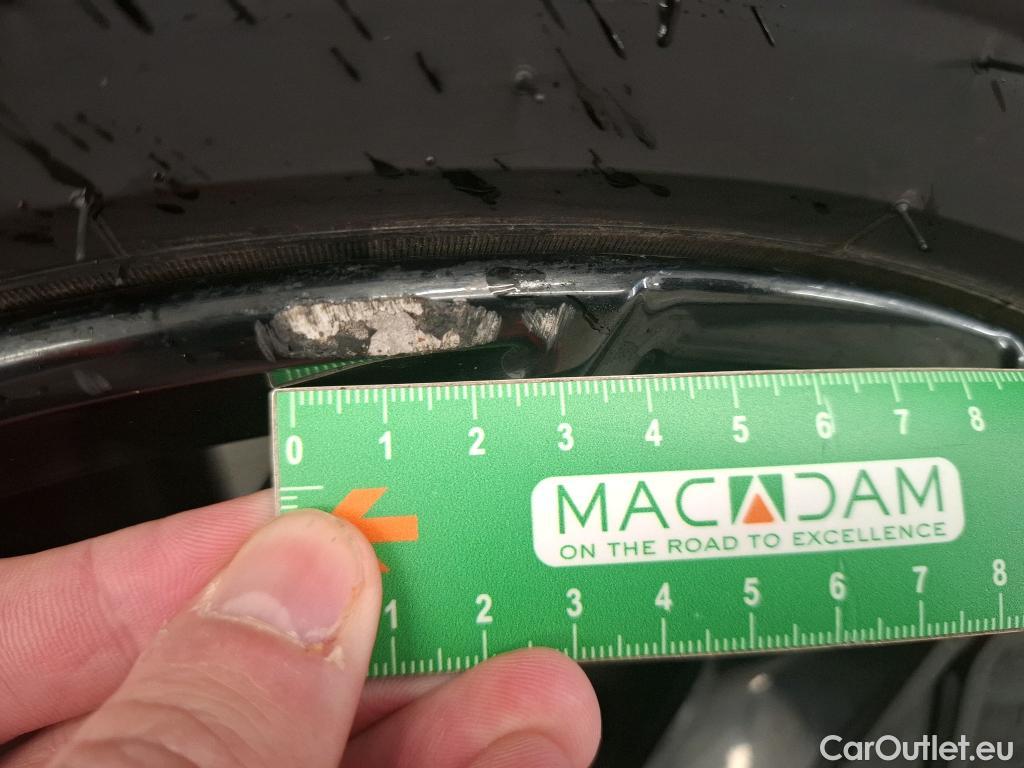 0 1 2 3 4 5 6 7 8
MACADAM
ON THE ROAD TO EXCELLENCE
1 2 3 4 5 6 7 8
CarOutlet.eu